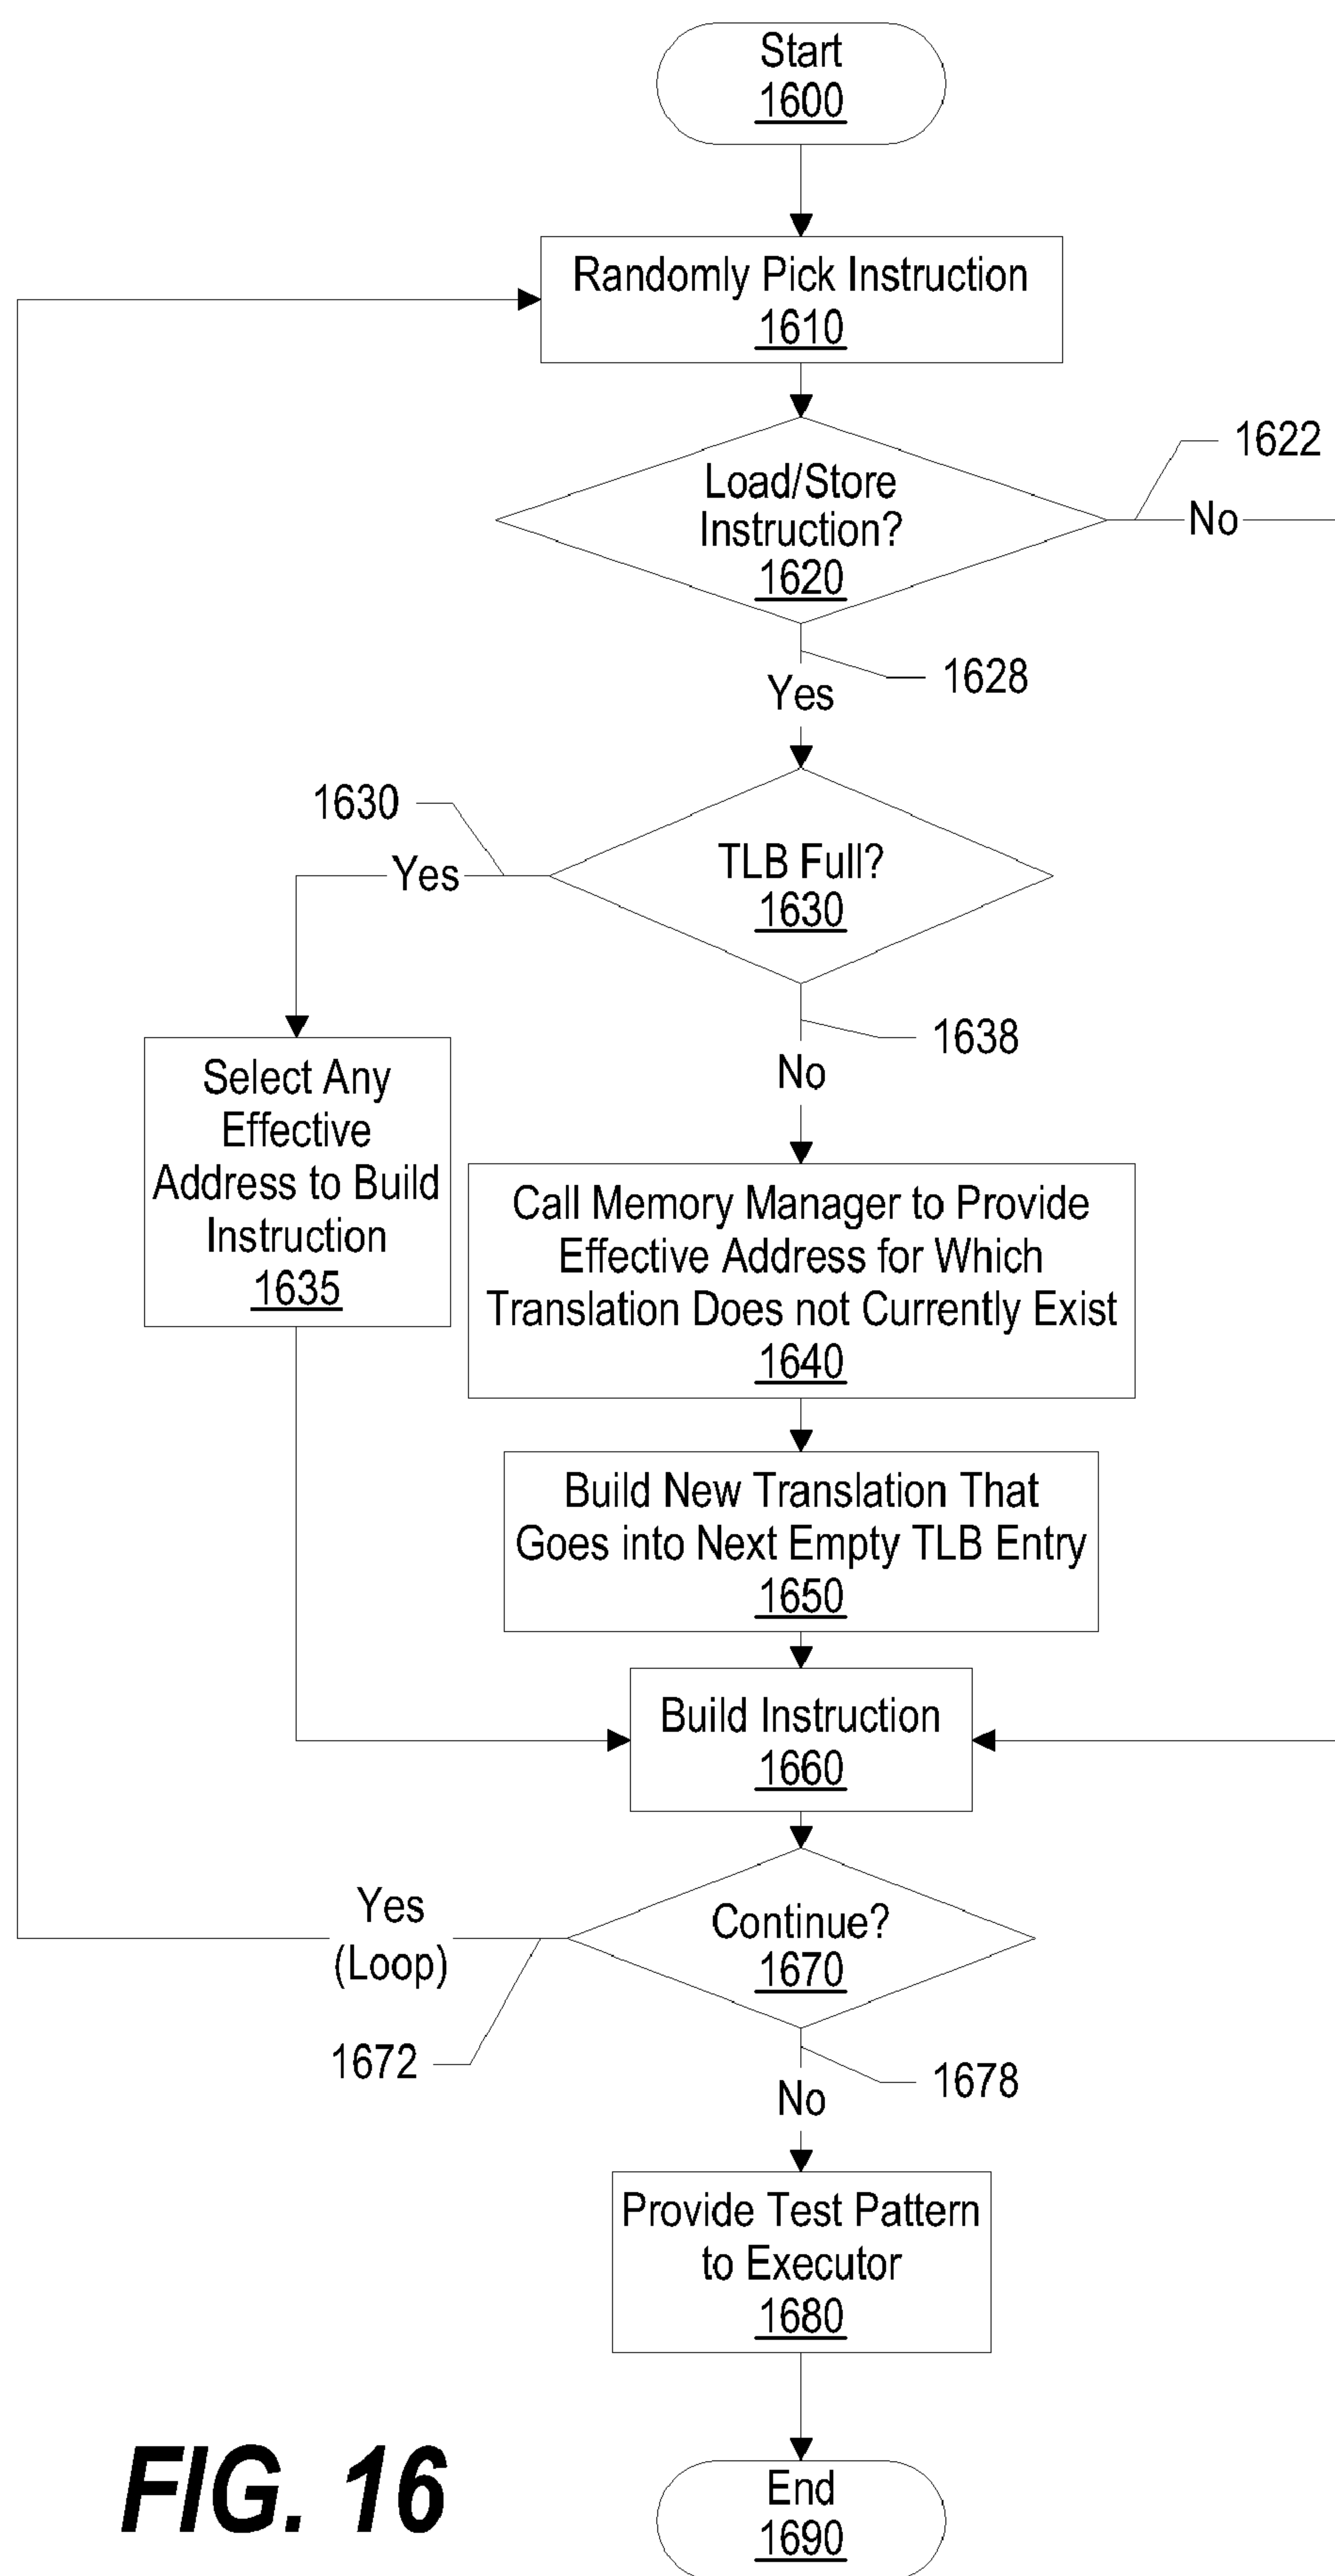 Start
1600
Randomly Pick Instruction
1610
1622
Load/Store
Instruction?
1620
No
1628
Yes
1630
Yes
TLB Full?
1630
1638
No
Select Any
Effective
Address to Build
Instruction
1635
Call Memory Manager to Provide
Effective Address for Which
Translation Does not Currently Exist
1640
Build New Translation That
Goes into Next Empty TLB Entry
1650
Build Instruction
1660
Yes
(Loop)
Continue?
1670
1672
1678
No
Provide Test Pattern
to Executor
1680
End
1690
FIG. 16